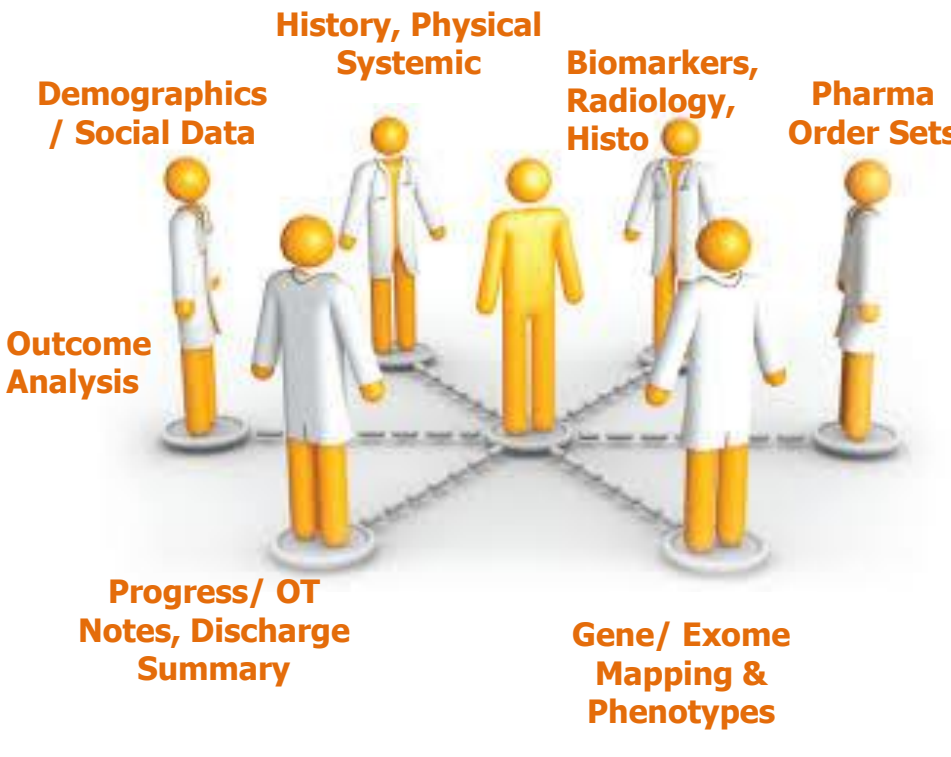 History, Physical
Systemic
Demographics
/ Social Data
Biomarkers,
Radiology,
Histo
Pharma
Order Sets
Outcome
Analysis
Progress/ OT
Notes, Discharge
Summary
Gene/ Exome
Mapping &
Phenotypes